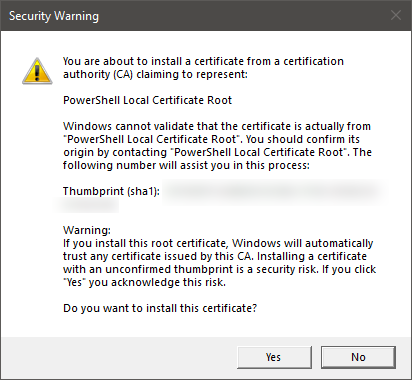 Security Warning
You are about to install a certificate from a certification
authority (CA) claiming to represent:
PowerShell Local Certificate Root
Windows cannot validate that the certificate is actually from
"PowerShell Local Certificate Root". You should confirm its
origin by contacting "PowerShell Local Certificate Root". The
following number will assist you in this process:
Thumbprint (sha1):
Warning:
If you install this root certificate, Windows will automatically
trust any certificate issued by this CA. Installing a certificate
with an unconfirmed thumbprint is a security risk. If you click
"Yes" you acknowledge this risk.
Do you want to install this certificate?
Yes
No